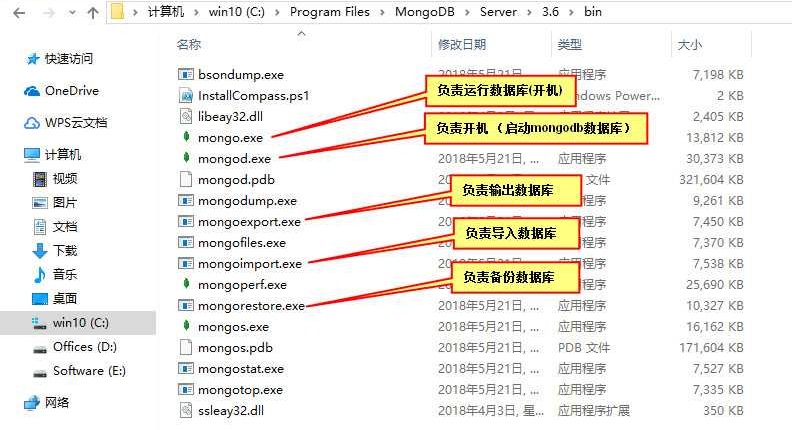 计算机 › win10 (C:) › Program Files › MongoDB › Server › 3.6 › bin
名称 修改日期 类型 大小
快速访问
OneDrive
WPS云文档
计算机
视频
图片
文档
下载
音乐
桌面
win10 (C:)
Offices (D:)
Software (E:)
网络
bsondump.exe 2018年5月21日, ... 应用程序 7,198 KB
InstallCompass.ps1 ndows Power... 2 KB
libeay32.dll 2,405 KB
mongo.exe 13,812 KB
mongod.exe 2018年5月21日, ... 应用程序 30,373 KB
mongod.pdb 文件 321,604 KB
mongodump.exe 9,261 KB
mongoexport.exe 2018年5月21日, ... 应用程序 7,450 KB
mongofiles.exe 7,370 KB
mongoimport.exe 7,538 KB
mongoperf.exe 25,690 KB
mongorestore.exe 2018年5月21日, ... 应用程序 10,327 KB
mongos.exe 2018年5月21日, ... 应用程序 16,162 KB
mongos.pdb 2018年5月21日, ... PDB 文件 171,604 KB
mongostat.exe 2018年5月21日, ... 应用程序 7,527 KB
mongotop.exe 2018年5月21日, ... 应用程序 7,335 KB
ssleay32.dll 2018年4月3日, 星... 应用程序扩展 350 KB
负责运行数据库(开机)
负责开机 （启动mongodb数据库）
负责输出数据库
负责导入数据库
负责备份数据库